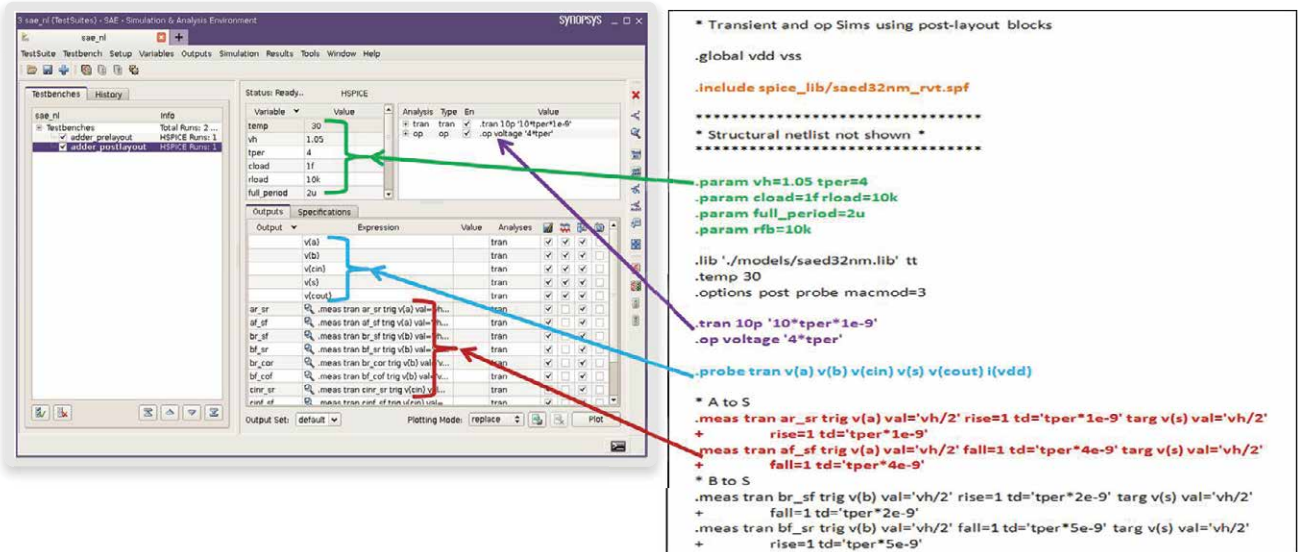 3 sae_nl (TestSuites) - SAE - Simulation & Analysis Environment
SYNOPSYS
sae_nl
TestSuite Testbench Setup Variables Outputs Simulation Results Tools Window Help
Testbenches History
sae_nl Info
Testbenches Total Runs: 2 ...
adder_prelayout HSPICE Runs: 1
adder_postlayout HSPICE Runs: 1
Status: Ready.. HSPICE
Variable Value
temp 30
vh 1.05
tper 4
cload 1f
rload 10k
full_period 2u
Analysis Type En Value
tran tran .tran 10p '10*tper*1e-9'
op op .op voltage '4*tper'
Outputs Specifications
Output Expression Value Analyses
v(a) tran
v(b) tran
v(cin) tran
v(s) tran
v(cout) tran
ar_sr .meas tran ar_sr trig v(a) val='vh... tran
af_sf .meas tran af_sf trig v(a) val='vh... tran
br_sf .meas tran br_sf trig v(b) val='v... tran
bf_sr .meas tran bf_sr trig v(b) val='v... tran
br_cor .meas tran br_cor trig v(b) val='v... tran
bf_cof .meas tran bf_cof trig v(b) val='v... tran
cinr_sr .meas tran cinr_sr trig v(cin) val... tran
cinf_sf .meas tran cinf_sf trig v(cin) val= tran
Output Set: default Plotting Mode: replace Plot
* Transient and op Sims using post-layout blocks
.global vdd vss
.include spice_lib/saed32nm_rvt.spf
********************************
* Structural netlist not shown *
********************************
.param vh=1.05 tper=4
.param cload=1f rload=10k
.param full_period=2u
.param rfb=10k
.lib './models/saed32nm.lib' tt
.temp 30
.options post probe macmod=3
.tran 10p '10*tper*1e-9'
.op voltage '4*tper'
.probe tran v(a) v(b) v(cin) v(s) v(cout) i(vdd)
* A to S
.meas tran ar_sr trig v(a) val='vh/2' rise=1 td='tper*1e-9' targ v(s) val='vh/2'
+ rise=1 td='tper*1e-9'
.meas tran af_sf trig v(a) val='vh/2' fall=1 td='tper*4e-9' targ v(s) val='vh/2'
+ fall=1 td='tper*4e-9'
* B to S
.meas tran br_sf trig v(b) val='vh/2' rise=1 td='tper*2e-9' targ v(s) val='vh/2'
+ fall=1 td='tper*2e-9'
.meas tran bf_sr trig v(b) val='vh/2' fall=1 td='tper*5e-9' targ v(s) val='vh/2'
+ rise=1 td='tper*5e-9'